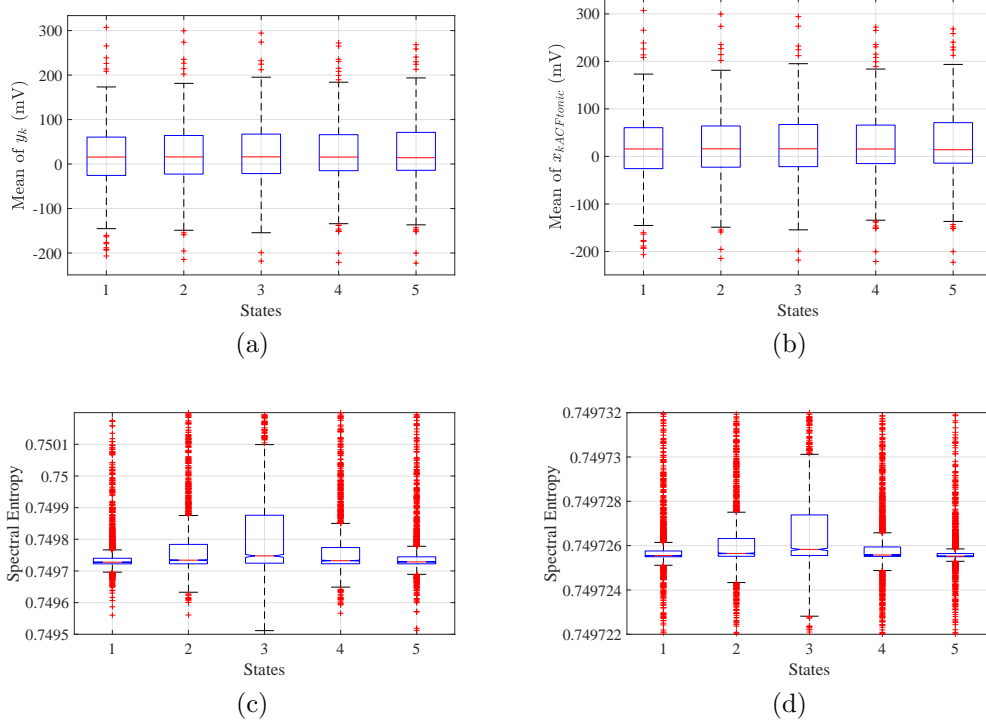 300
200
100
0
-100
-200
Mean of y_k (mV)
1 2 3 4 5
States
(a)
300
200
100
0
-100
-200
Mean of x_{kACFtonic} (mV)
1 2 3 4 5
States
(b)
0.7501
0.75
0.7499
0.7498
0.7497
0.7496
0.7495
Spectral Entropy
1 2 3 4 5
States
(c)
0.749732
0.74973
0.749728
0.749726
0.749724
0.749722
Spectral Entropy
1 2 3 4 5
States
(d)